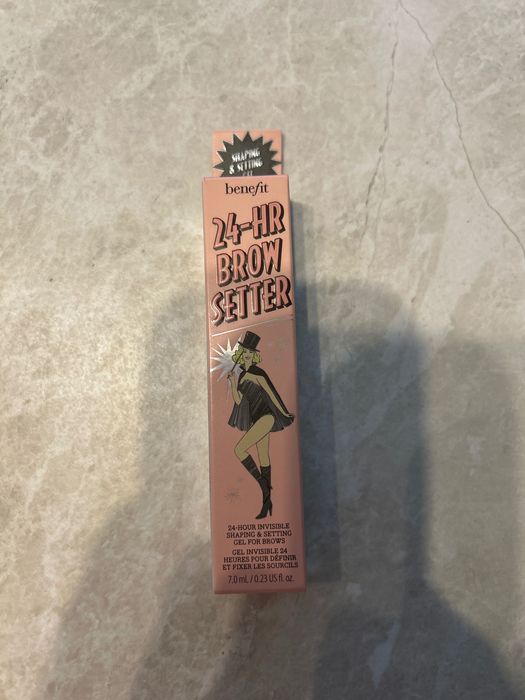 SHAPING
& SETTING
GEL
benefit
24-HR
BROW
SETTER
24-HOUR INVISIBLE
SHAPING & SETTING
GEL FOR BROWS
GEL INVISIBLE 24
HEURES POUR DÉFINIR
ET FIXER LES SOURCILS
7.0 mL / 0.23 US fl. oz.